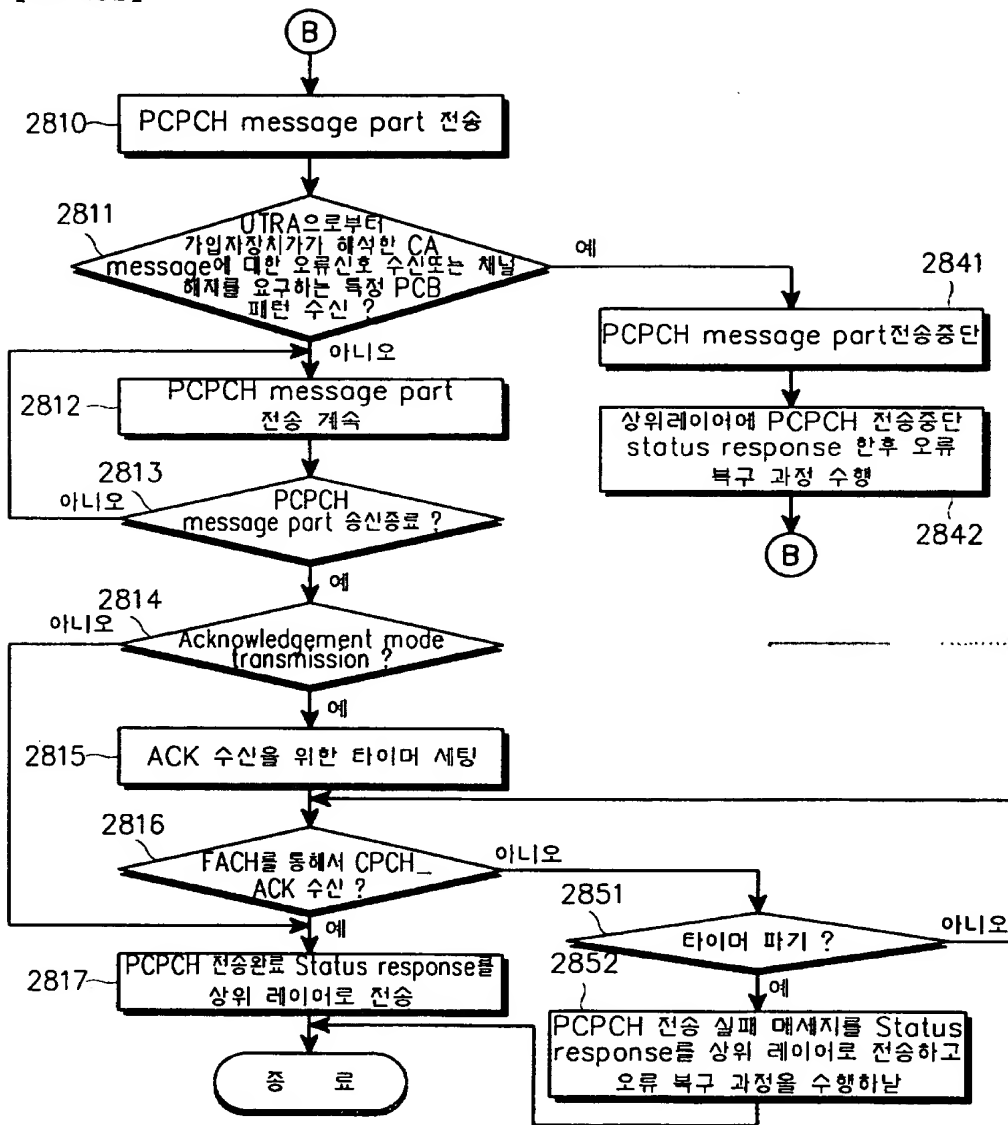 B
2810
PCPCH message part 전송
2811
UTRA으로부터
가입자장치가가 해석한 CA
message에 대한 오류신호 수신또는 채널
해지를 요구하는 특정 PCB
패턴 수신 ?
예
아니오
2841
PCPCH message part전송중단
2812
PCPCH message part
전송 계속
상위레이어에 PCPCH 전송중단
status response 한후 오류
복구 과정 수행
2842
B
2813
아니오
PCPCH
message part 송신종료 ?
예
2814
아니오
Acknowledgement mode
transmission ?
예
2815
ACK 수신을 위한 타이머 세팅
2816
FACH를 통해서 CPCH_
ACK 수신 ?
아니오
예
2851
타이머 파기 ?
아니오
예
2817
PCPCH 전송완료 Status response를
상위 레이어로 전송
2852
PCPCH 전송 실패 메세지를 Status
response를 상위 레이어로 전송하고
오류 복구 과정을 수행하낟
종 료